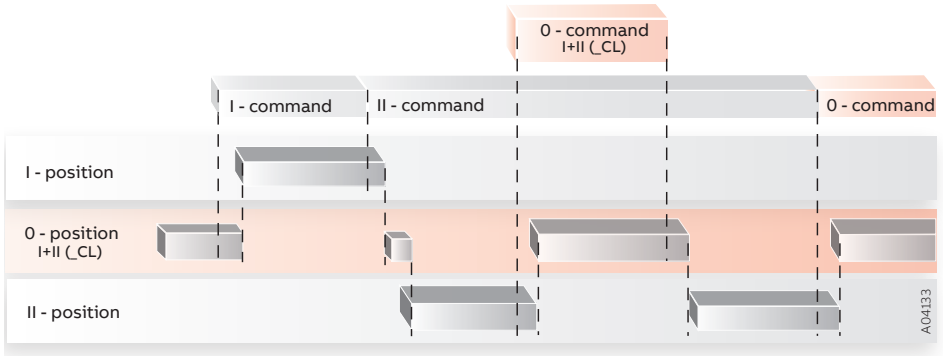 0 - command
I+II (_CL)
I - command
II - command
0 - command
I - position
0 - position
I+II (_CL)
II - position
A04133